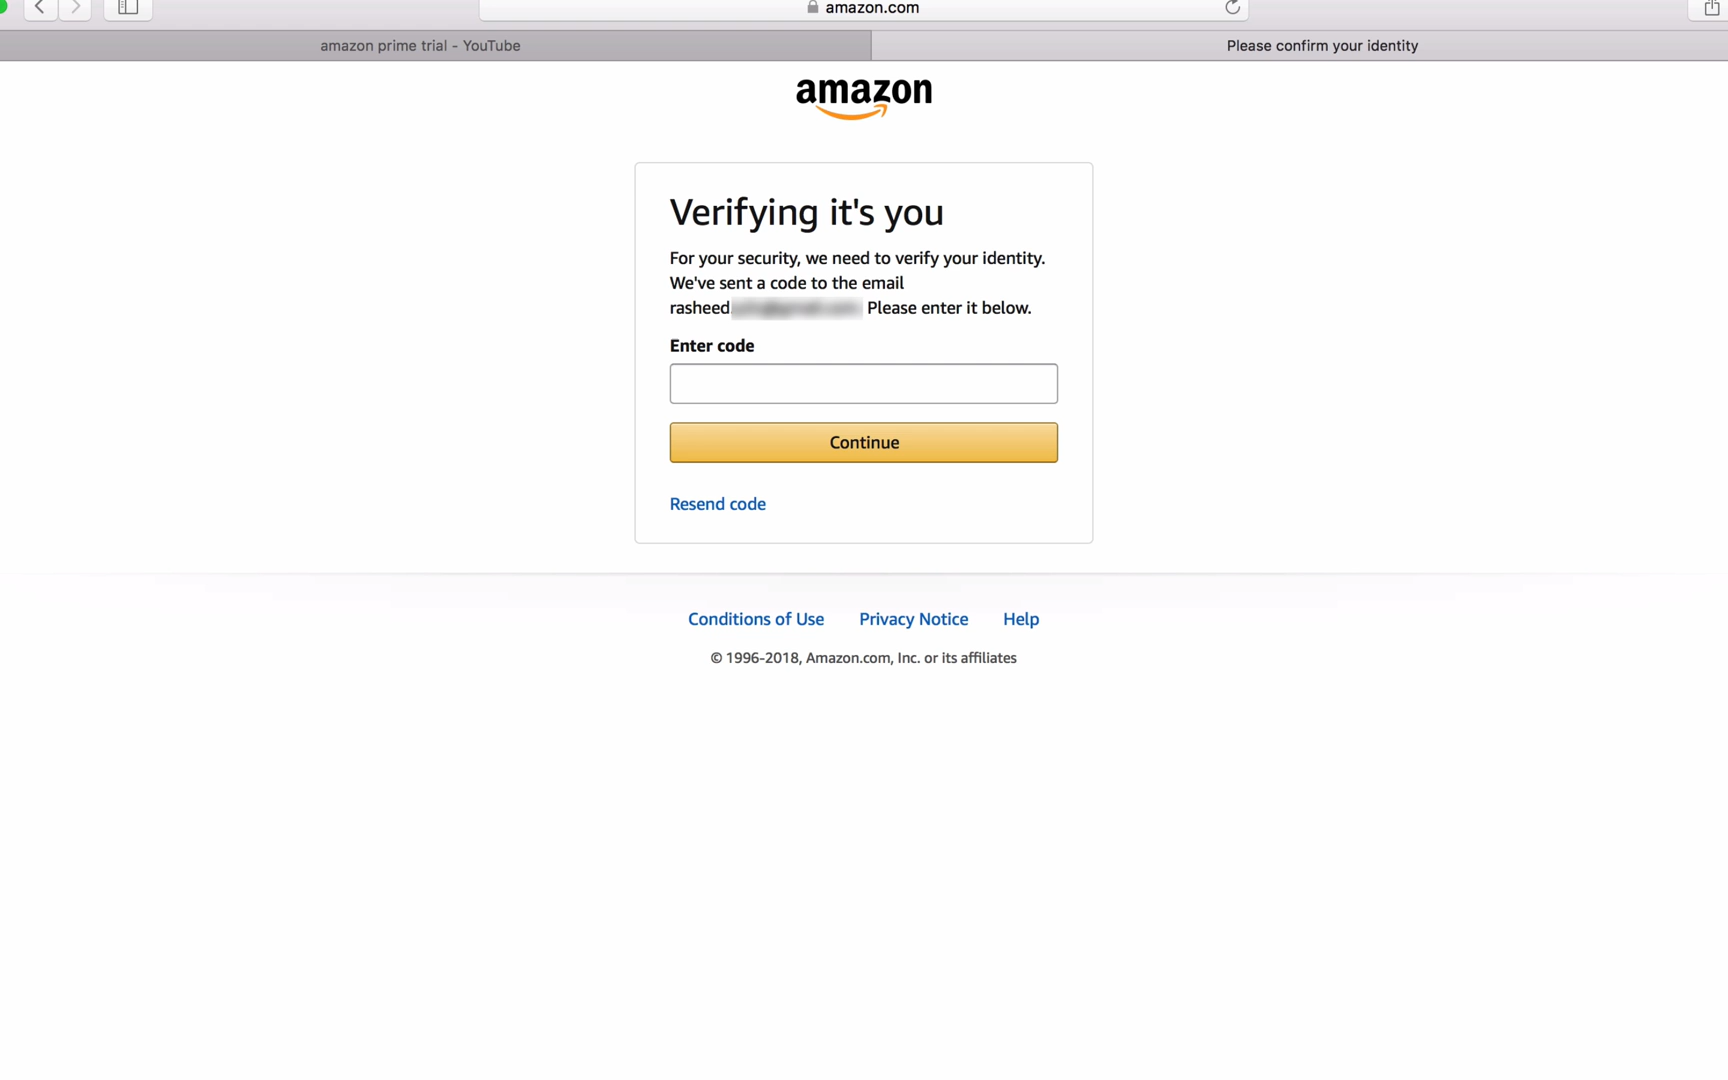 amazon.com
amazon prime trial - YouTube
Please confirm your identity
amazon
Verifying it's you
For your security, we need to verify your identity.
We've sent a code to the email
rasheed Please enter it below.
Enter code
Continue
Resend code
Conditions of Use Privacy Notice Help
© 1996-2018, Amazon.com, Inc. or its affiliates